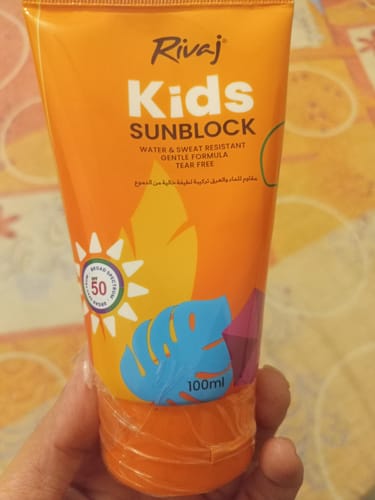 Rivaj®
Kids
SUNBLOCK
WATER & SWEAT RESISTANT
GENTLE FORMULA
TEAR FREE
مقاوم للماء والعرق تركيبة لطيفة خالية من الدموع
BROAD SPECTRUM
SPF
50
100ml